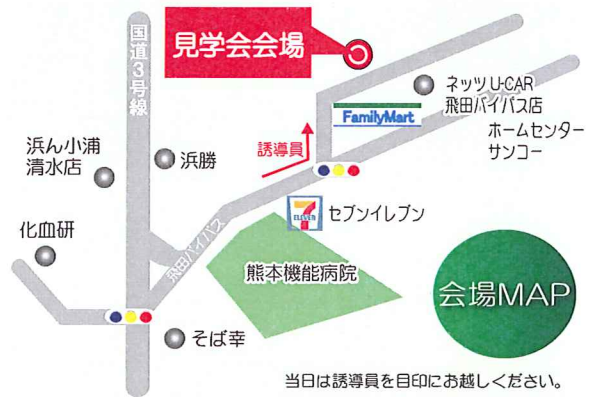 国道3号線
見学会会場
ネッツU-CAR
飛田バイパス店
FamilyMart
ホームセンター
サンコー
誘導員
浜ん小浦
清水店
浜勝
7
ELEVEN
セブンイレブン
化血研
飛田バイパス
熊本機能病院
会場MAP
そば幸
当日は誘導員を目印にお越しください。